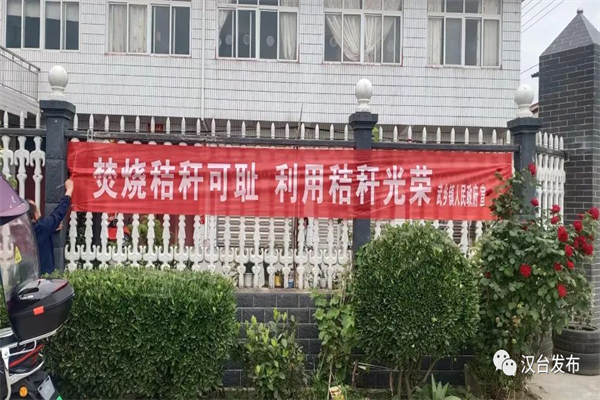 焚烧秸秆可耻 利用秸秆光荣 武乡镇人民政府宣
汉台发布